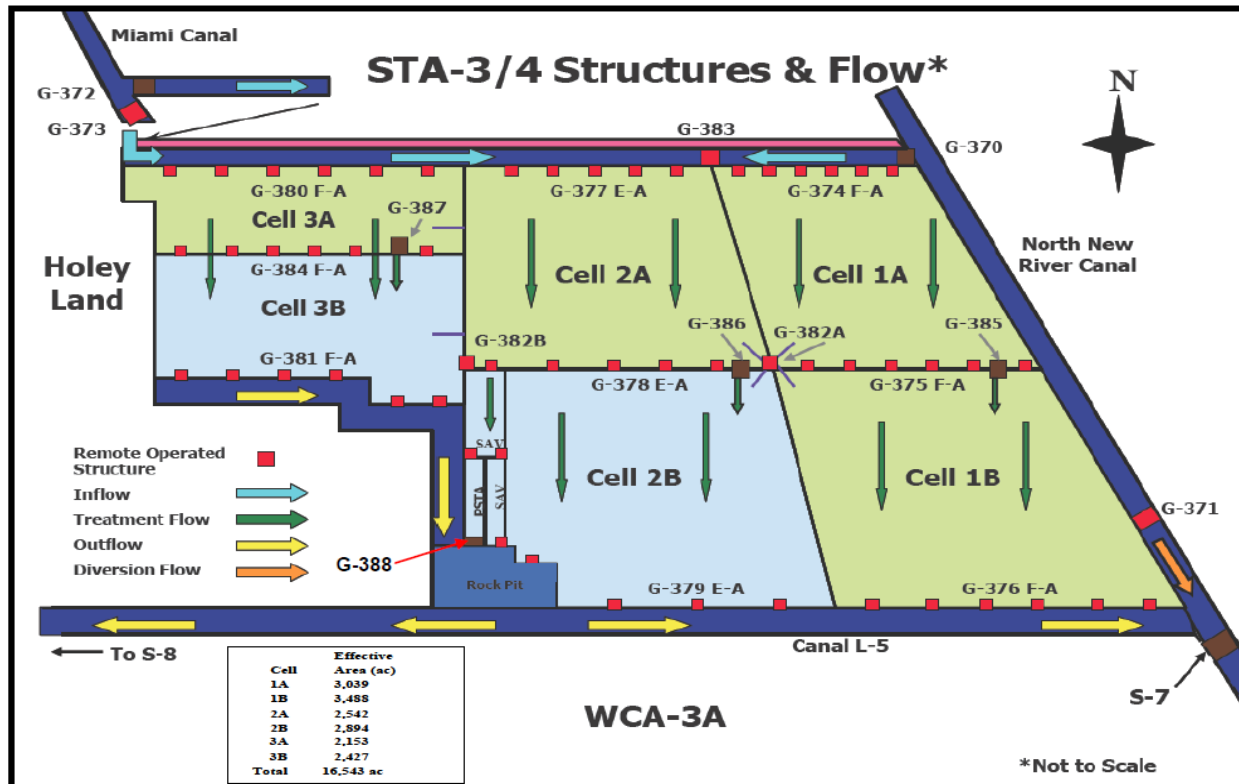 Miami Canal
STA-3/4 Structures & Flow*
N
G-372
G-373
G-383
G-370
G-380 F-A
G-377 E-A
G-374 F-A
Cell 3A
G-387
North New
River Canal
Holey
Land
G-384 F-A
Cell 3B
Cell 2A
Cell 1A
G-386
G-382A
G-385
G-382B
G-381 F-A
G-378 E-A
G-375 F-A
SAV
Remote Operated
Structure
Inflow
Treatment Flow
Outflow
Diversion Flow
PSTA
SAV
Cell 2B
Cell 1B
G-371
G-388
Rock Pit
G-379 E-A
G-376 F-A
Canal L-5
To S-8
S-7
Effective
Cell Area (ac)
1A 3,039
1B 3,488
2A 2,542
2B 2,894
3A 2,153
3B 2,427
Total 16,543 ac
WCA-3A
*Not to Scale